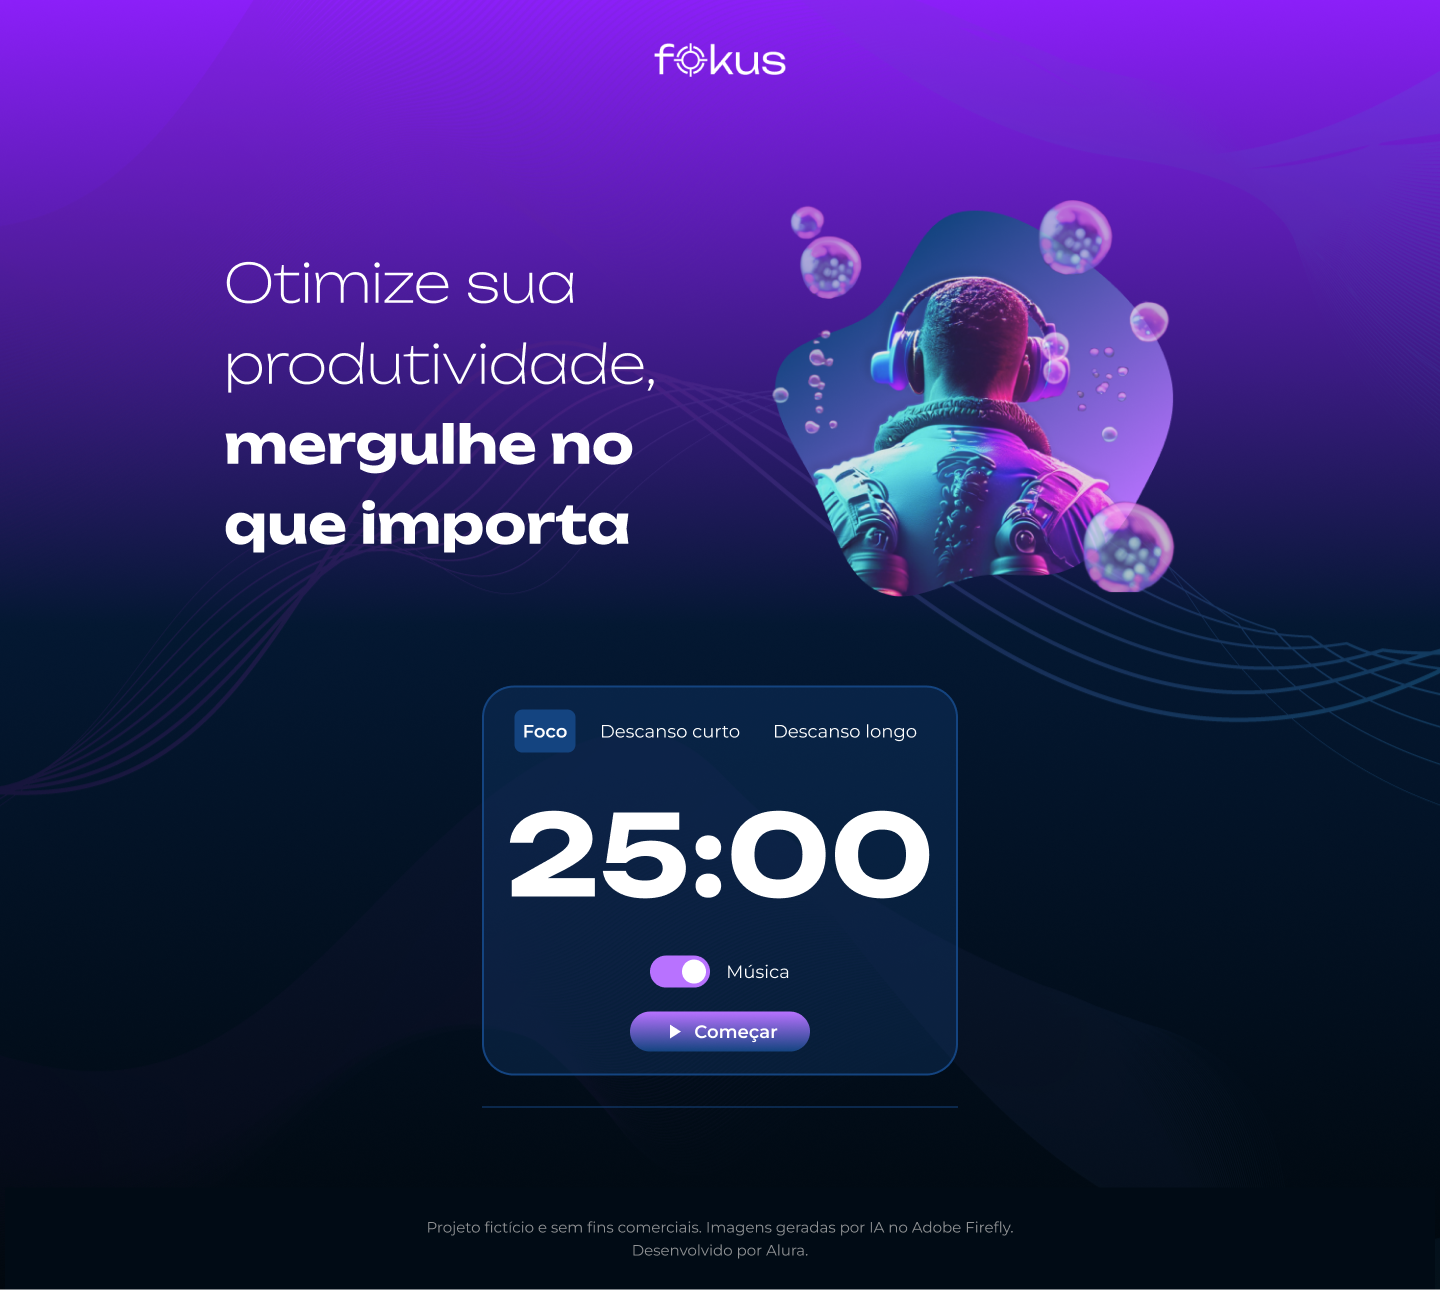 fokus
Otimize sua
produtividade,
mergulhe no
que importa
Foco Descanso curto Descanso longo
25:00
Música
Começar
Projeto fictício e sem fins comerciais. Imagens geradas por IA no Adobe Firefly.
Desenvolvido por Alura.